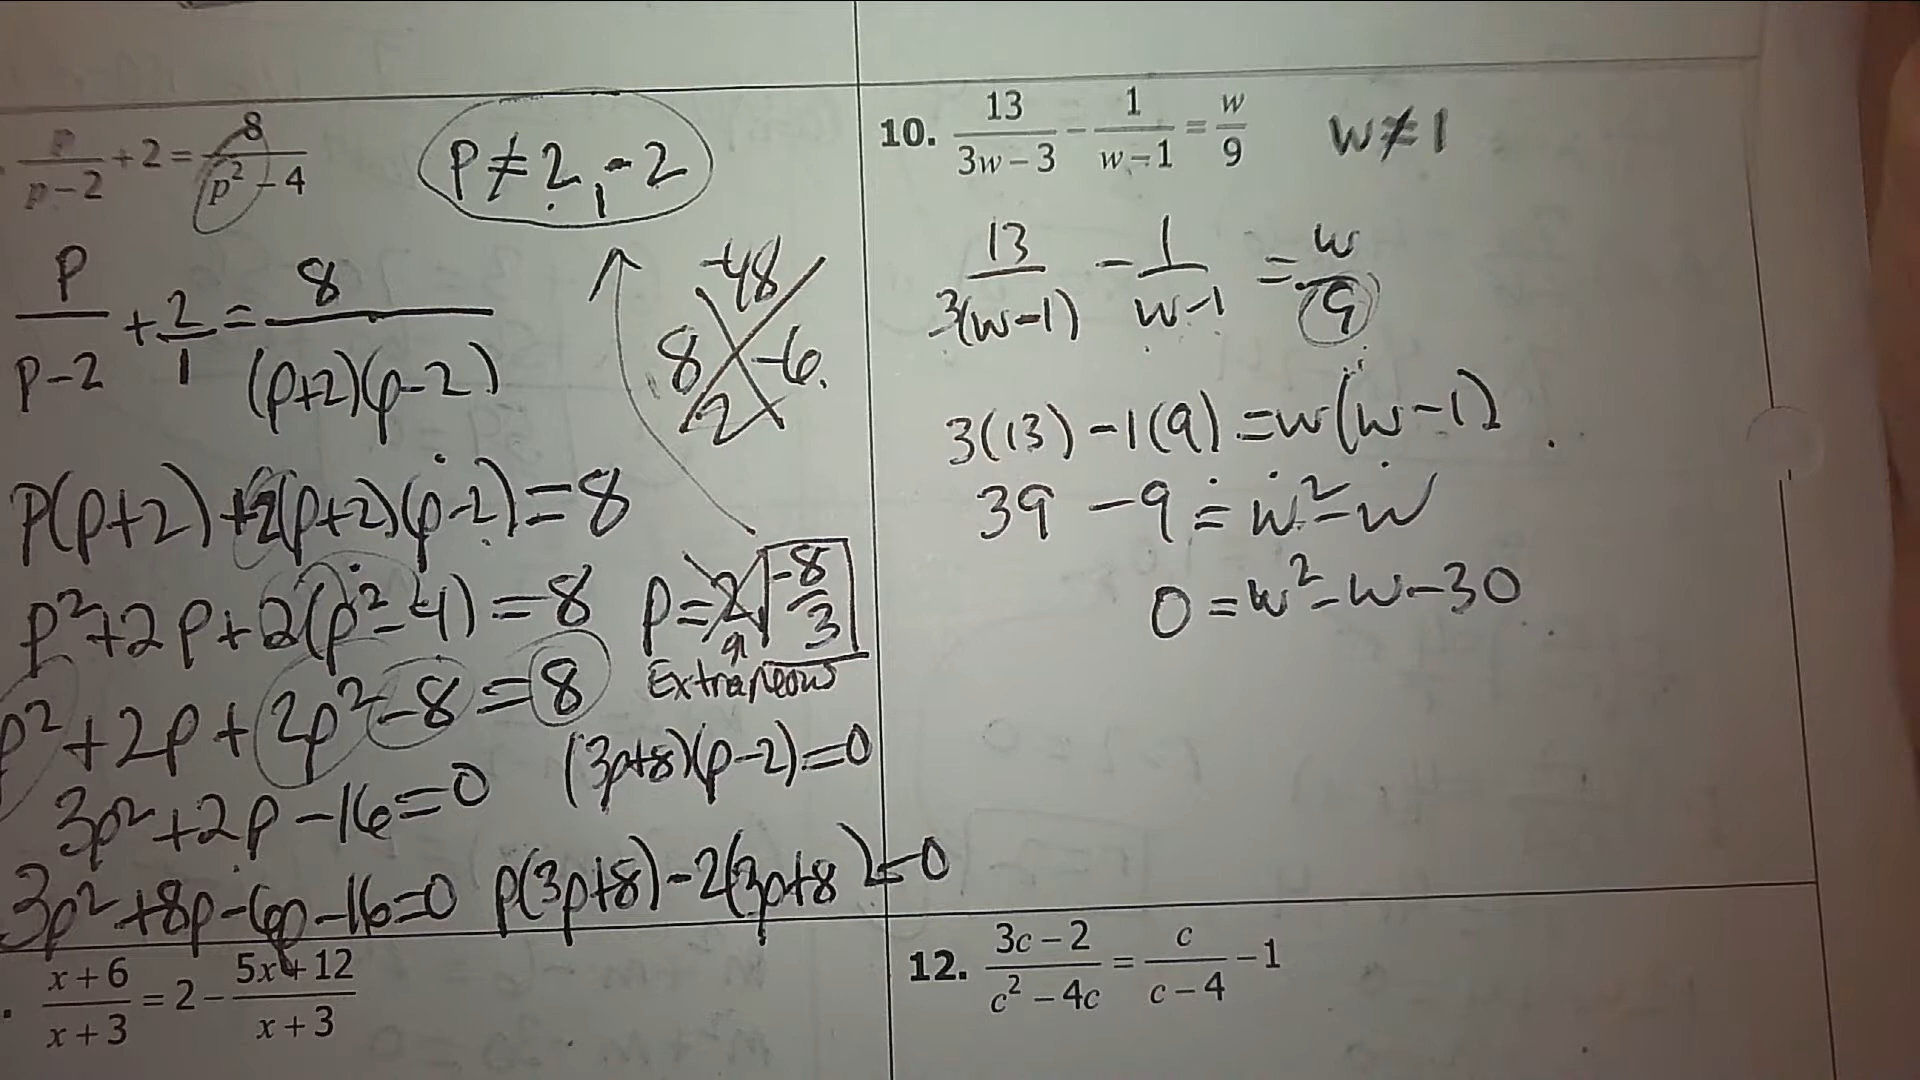 p/(p-2) + 2 = 8/(p² - 4)
P ≠ 2, -2
P/(P-2) + 2/1 = 8/((p+2)(p-2))
-48
8 -6
2
P(p+2) + 2(p+2)(p-2) = 8
p² + 2p + 2(p² - 4) = 8
p² + 2p + 2p² - 8 = 8
3p² + 2p - 16 = 0
3p² + 8p - 6p - 16 = 0
p(3p+8) - 2(3p+8) = 0
(3p+8)(p-2) = 0
p = 2, -8/3
Extraneous
10. 13/(3w - 3) - 1/(w - 1) = w/9
w ≠ 1
13/(3(w-1)) - 1/(w-1) = w/9
3(13) - 1(9) = w(w-1)
39 - 9 = w² - w
0 = w² - w - 30
. (x + 6)/(x + 3) = 2 - (5x + 12)/(x + 3)
12. (3c - 2)/(c² - 4c) = c/(c - 4) - 1